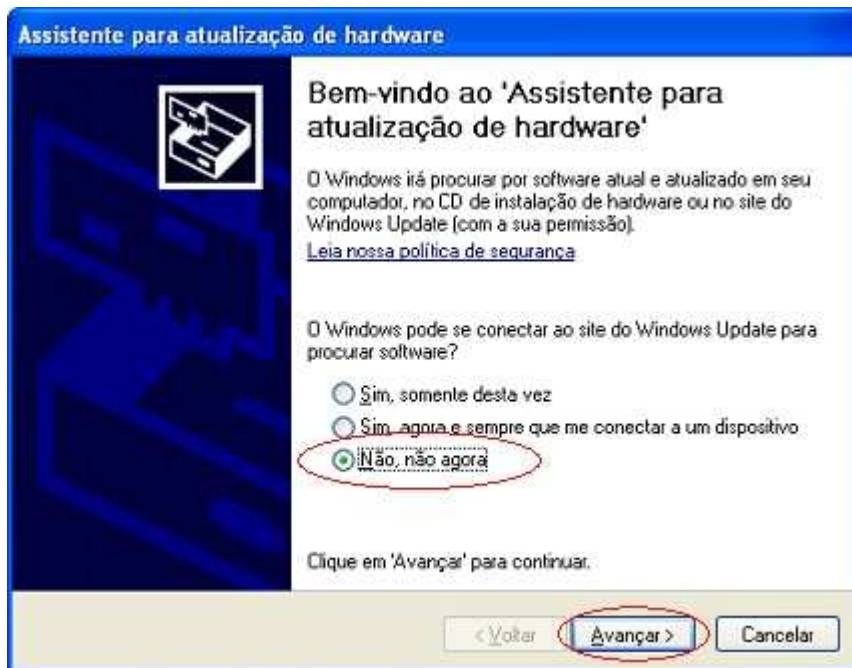 Assistente para atualização de hardware
Bem-vindo ao 'Assistente para
atualização de hardware'
O Windows irá procurar por software atual e atualizado em seu
computador, no CD de instalação de hardware ou no site do
Windows Update (com a sua permissão).
Leia nossa política de segurança
O Windows pode se conectar ao site do Windows Update para
procurar software?
Sim, somente desta vez
Sim, agora e sempre que me conectar a um dispositivo
Não, não agora
Clique em 'Avançar' para continuar.
< Voltar Avançar > Cancelar